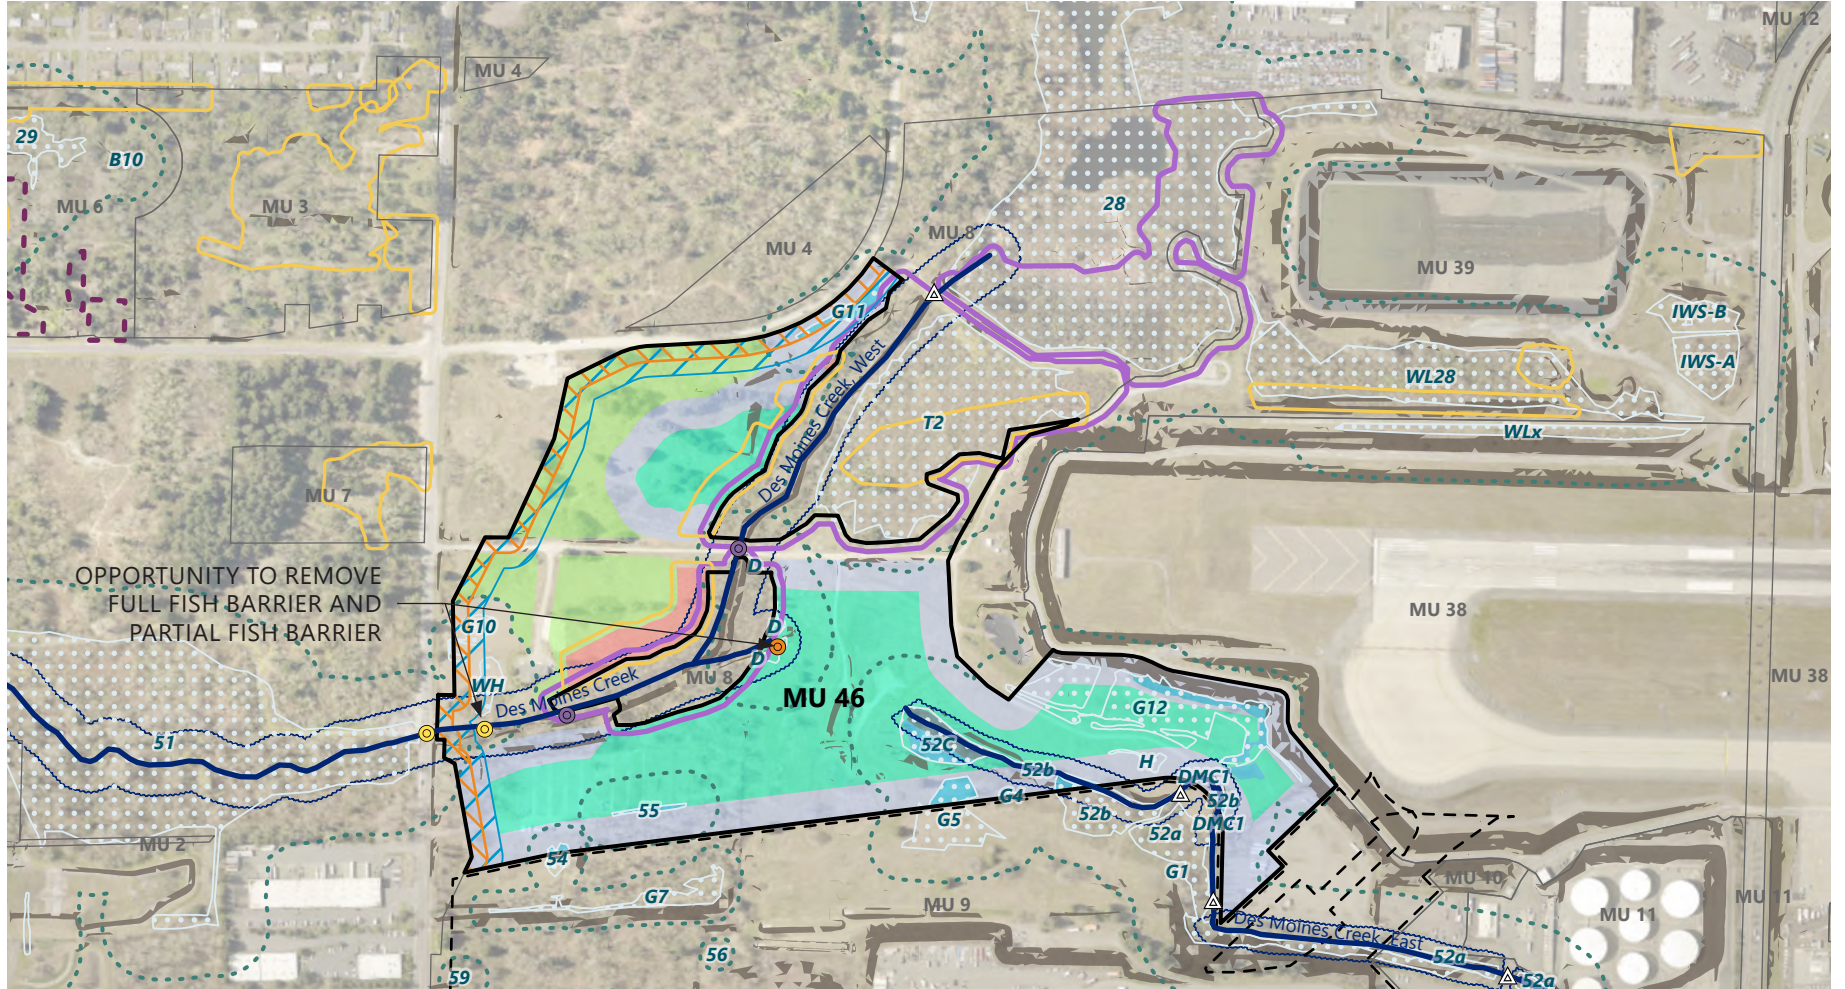 MU 12
MU 4
29
B10
MU 6
MU 3
28
MU 8
MU 4
MU 39
G11
IWS-B
IWS-A
WL28
Des Moines Creek, West
T2
WLx
MU 7
OPPORTUNITY TO REMOVE
FULL FISH BARRIER AND
PARTIAL FISH BARRIER
D
MU 38
G10
D
D
MU 8
MU 38
WH
Des Moines Creek
MU 46
G12
51
52C
H
52b
DMC1
G4
52b
55
G5
52b
DMC1
52a
MU 2
54
G1
MU 10
G7
MU 9
MU 11
MU 11
Des Moines Creek, East
56
52a
59
52a